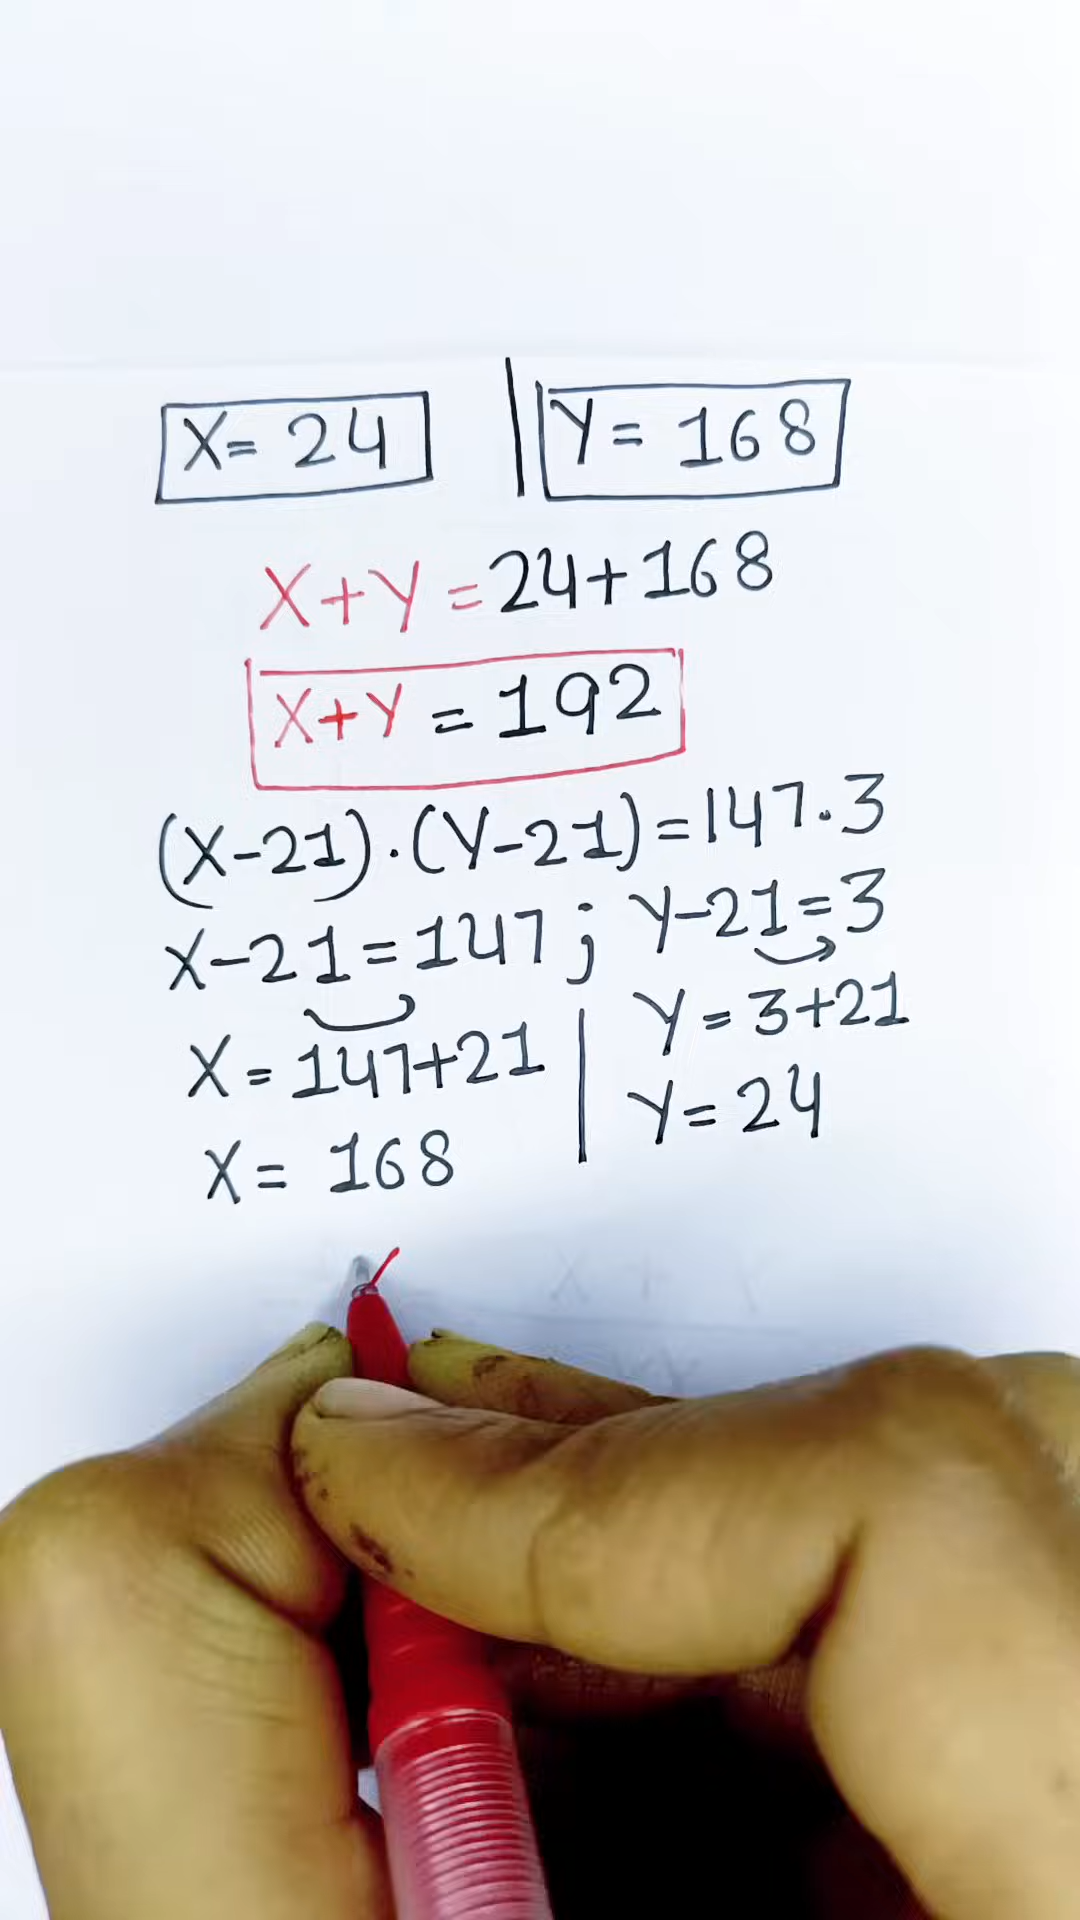 X = 24 | Y = 168
X + Y = 24 + 168
X + Y = 192
(X - 21) · (Y - 21) = 147 . 3
X - 21 = 147 ; Y - 21 = 3
X = 147 + 21 | Y = 3 + 21
X = 168 | Y = 24